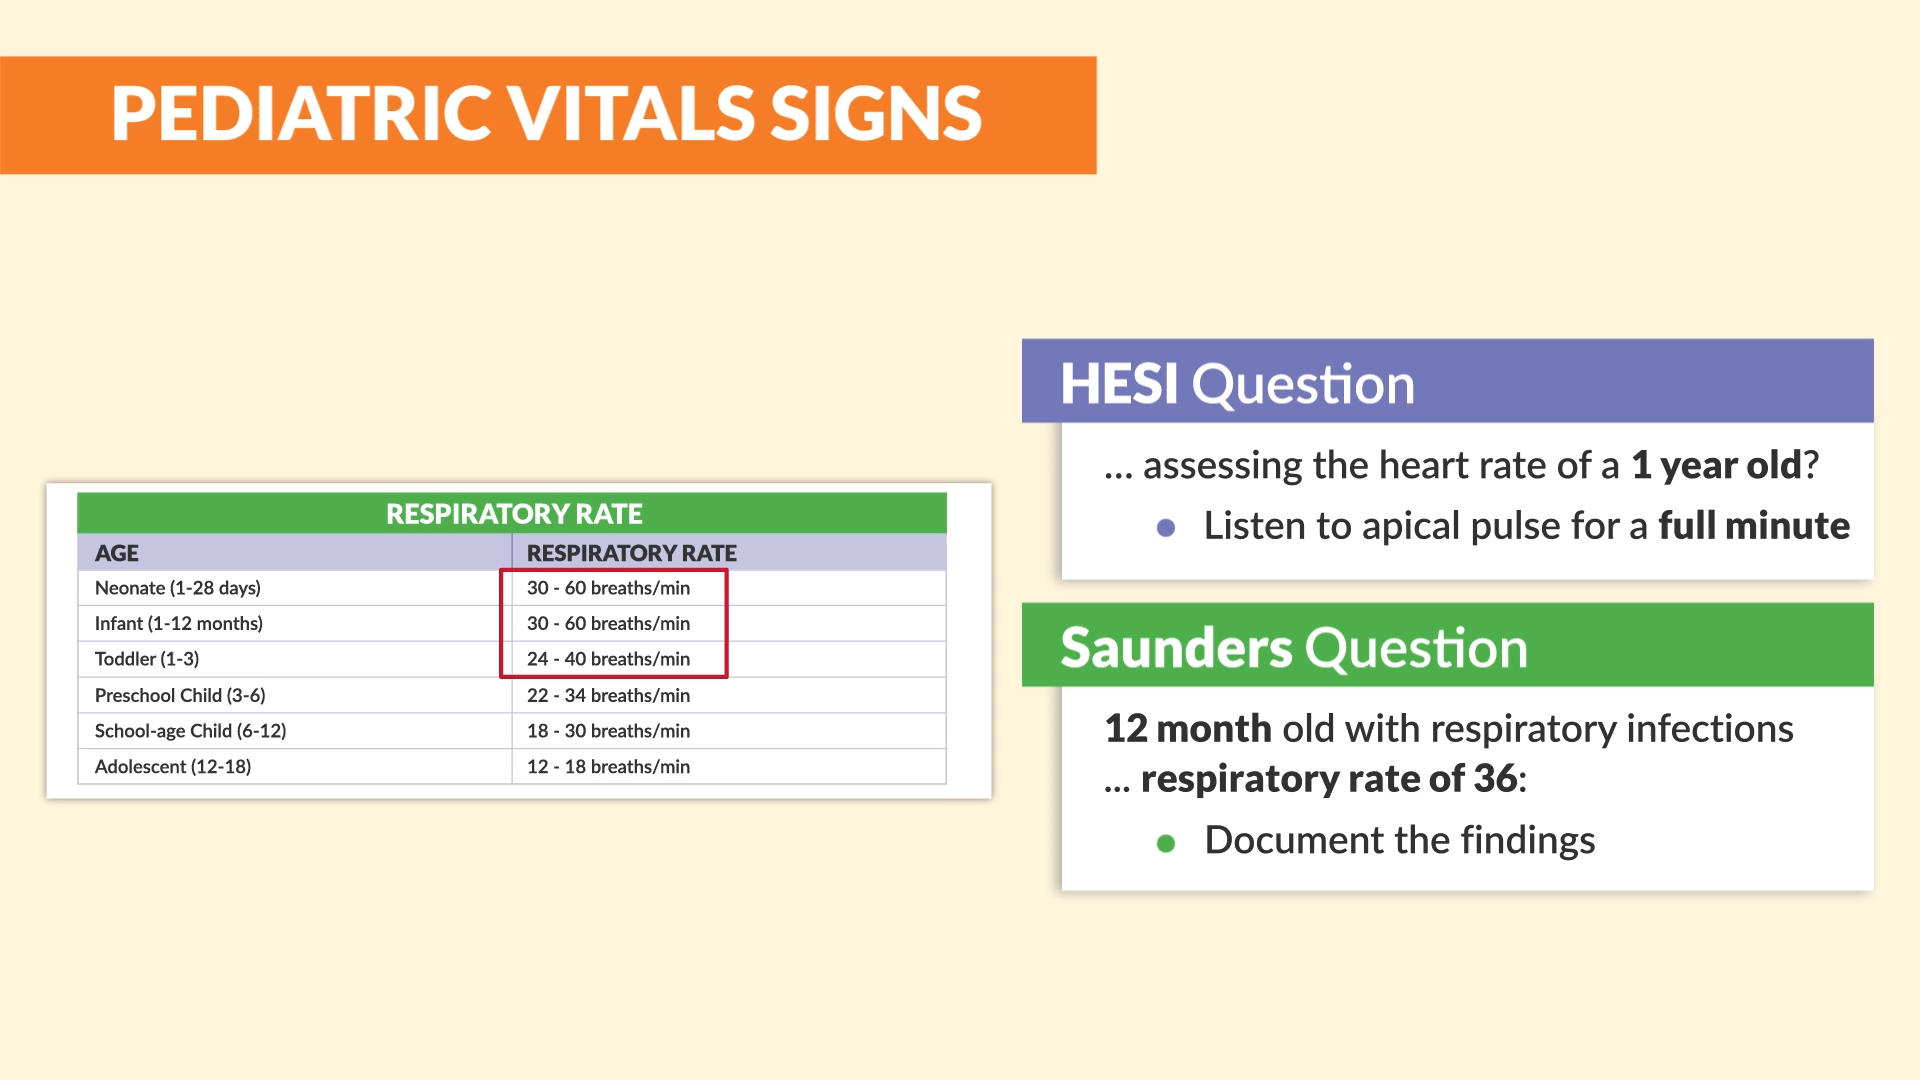 PEDIATRIC VITALS SIGNS
RESPIRATORY RATE
AGE RESPIRATORY RATE
Neonate (1-28 days) 30 - 60 breaths/min
Infant (1-12 months) 30 - 60 breaths/min
Toddler (1-3) 24 - 40 breaths/min
Preschool Child (3-6) 22 - 34 breaths/min
School-age Child (6-12) 18 - 30 breaths/min
Adolescent (12-18) 12 - 18 breaths/min
HESI Question
... assessing the heart rate of a 1 year old?
• Listen to apical pulse for a full minute
Saunders Question
12 month old with respiratory infections
... respiratory rate of 36:
• Document the findings